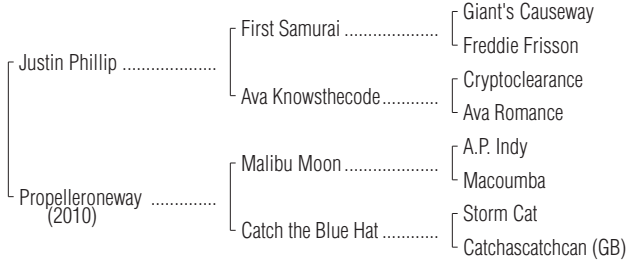 Giant's Causeway
First Samurai ....................
Freddie Frisson
Justin Phillip ....................
Cryptoclearance
Ava Knowsthecode............
Ava Romance
A.P. Indy
Malibu Moon ....................
Macoumba
Propelleroneway ..............
(2010)
Storm Cat
Catch the Blue Hat ............
Catchascatchcan (GB)